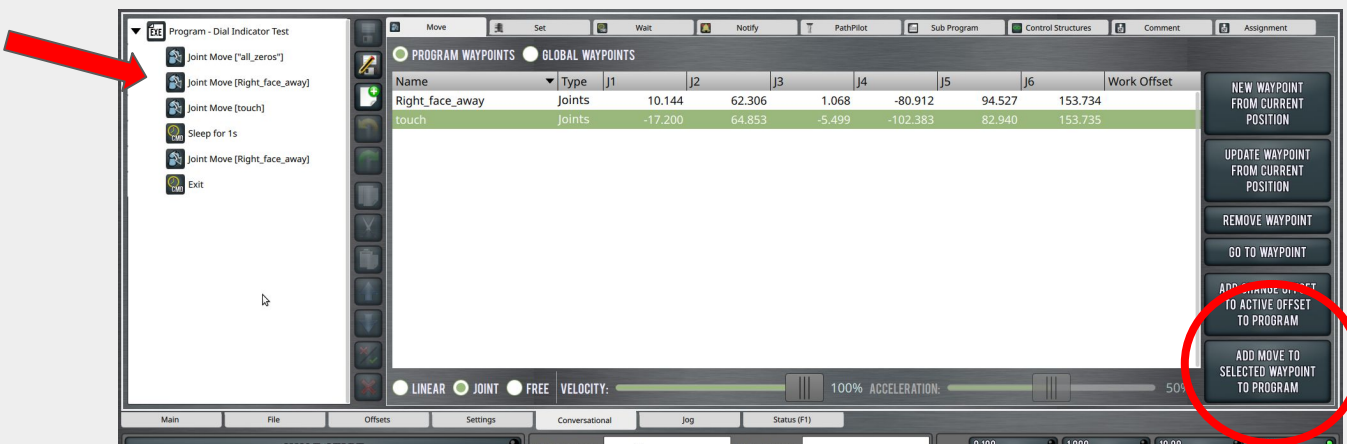 Program - Dial Indicator Test
Joint Move ["all_zeros"]
Joint Move [Right_face_away]
Joint Move [touch]
Sleep for 1s
Joint Move [Right_face_away]
Exit
Move Set Wait Notify PathPilot Sub Program Control Structures Comment Assignment
PROGRAM WAYPOINTS GLOBAL WAYPOINTS
Name Type J1 J2 J3 J4 J5 J6 Work Offset
Right_face_away Joints 10.144 62.306 1.068 -80.912 94.527 153.734
touch Joints -17.200 64.853 -5.499 -102.383 82.940 153.735
NEW WAYPOINT
FROM CURRENT
POSITION
UPDATE WAYPOINT
FROM CURRENT
POSITION
REMOVE WAYPOINT
GO TO WAYPOINT
ADD CHANGE OFFSET
TO ACTIVE OFFSET
TO PROGRAM
ADD MOVE TO
SELECTED WAYPOINT
TO PROGRAM
LINEAR JOINT FREE VELOCITY: 100% ACCELERATION: 50%
Main File Offsets Settings Conversational Jog Status (F1)